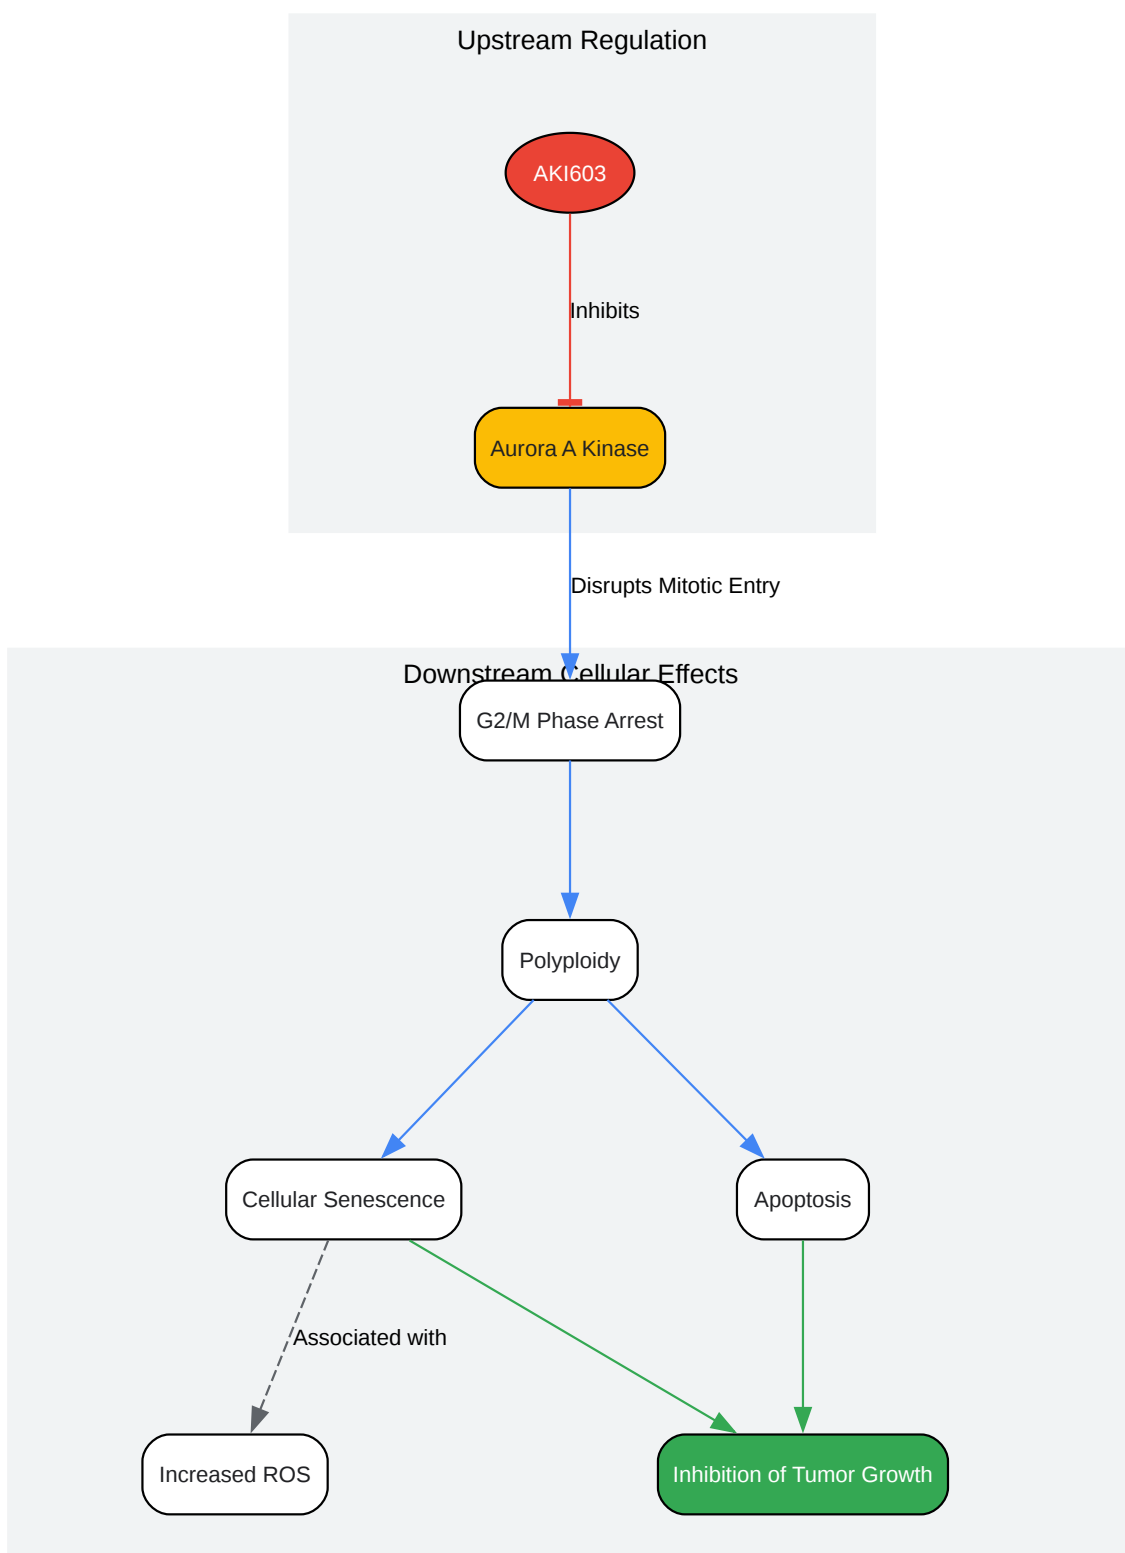 Upstream Regulation
AKI603
Inhibits
Aurora A Kinase
Disrupts Mitotic Entry
Downstream Cellular Effects
G2/M Phase Arrest
Polyploidy
Cellular Senescence
Apoptosis
Associated with
Increased ROS
Inhibition of Tumor Growth